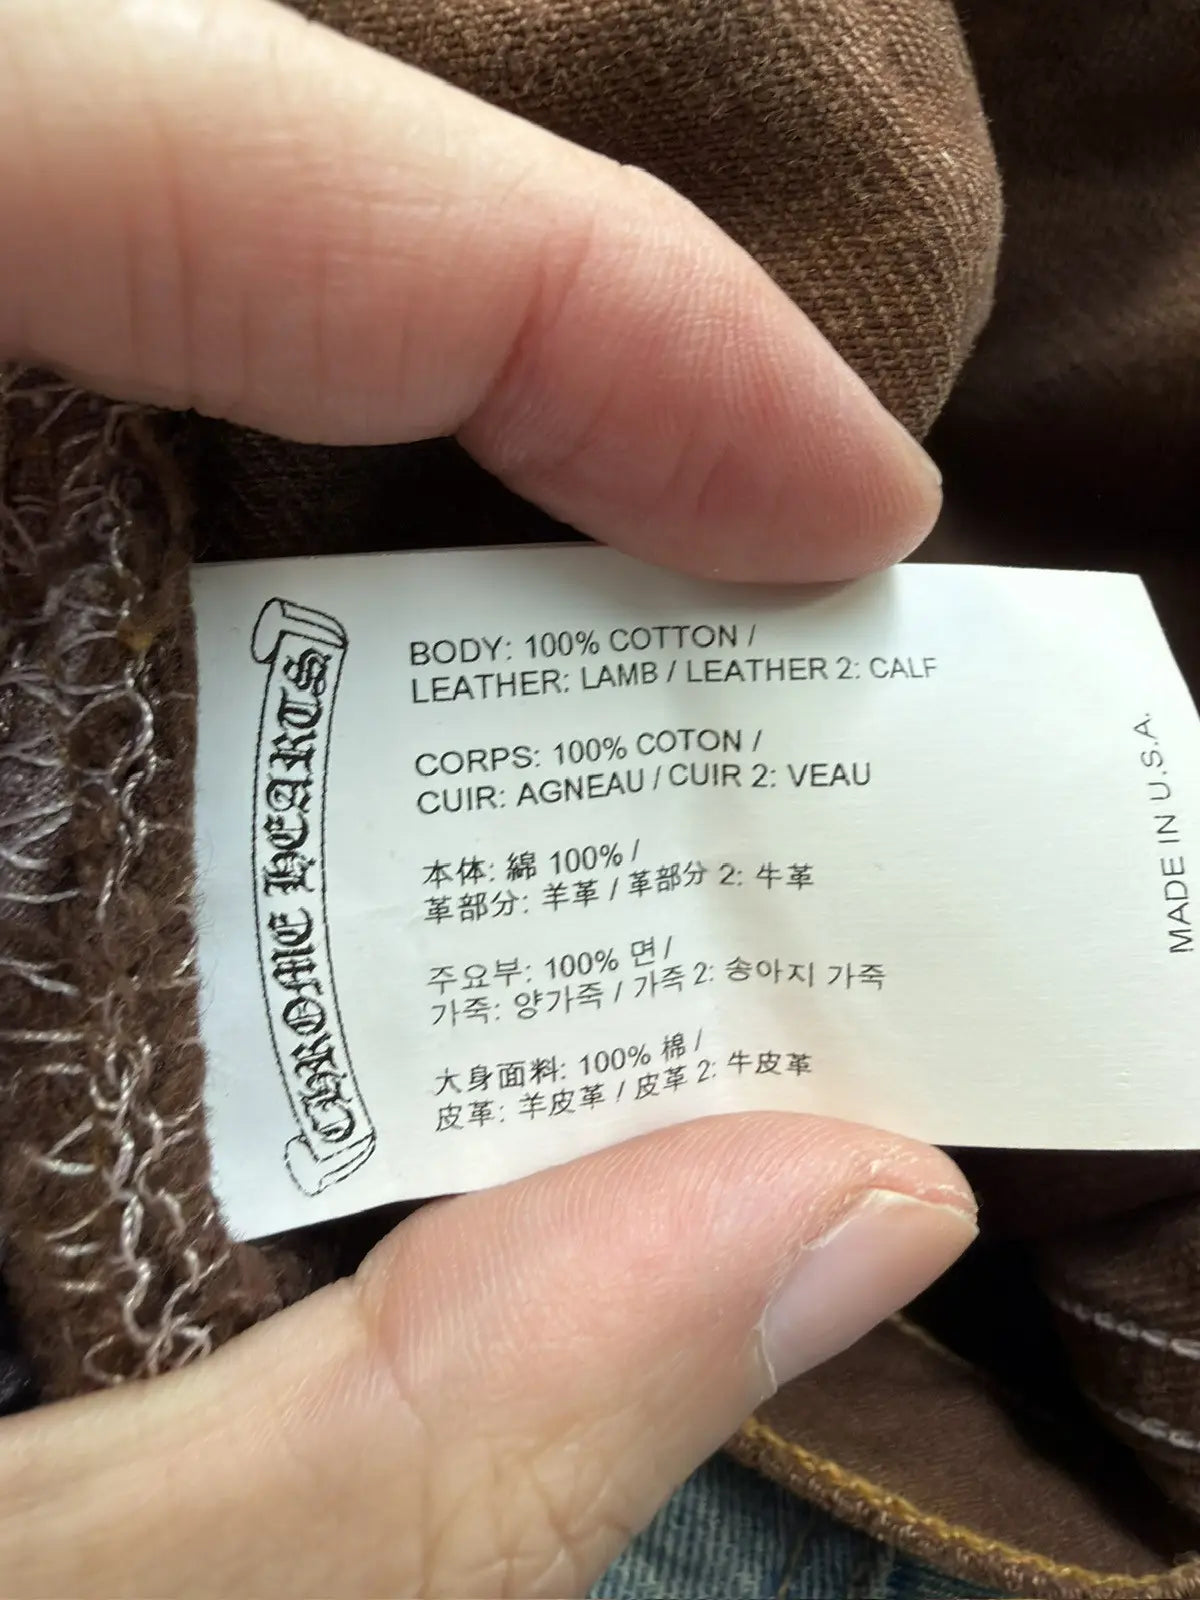 CHROME HEARTS
BODY: 100% COTTON /
LEATHER: LAMB / LEATHER 2: CALF
CORPS: 100% COTON /
CUIR: AGNEAU / CUIR 2: VEAU
本体: 綿 100% /
革部分: 羊革 / 革部分 2: 牛革
주요부: 100% 면 /
가죽: 양가죽 / 가죽 2: 송아지 가죽
大身面料: 100% 棉 /
皮革: 羊皮革 / 皮革 2: 牛皮革
MADE IN U.S.A.